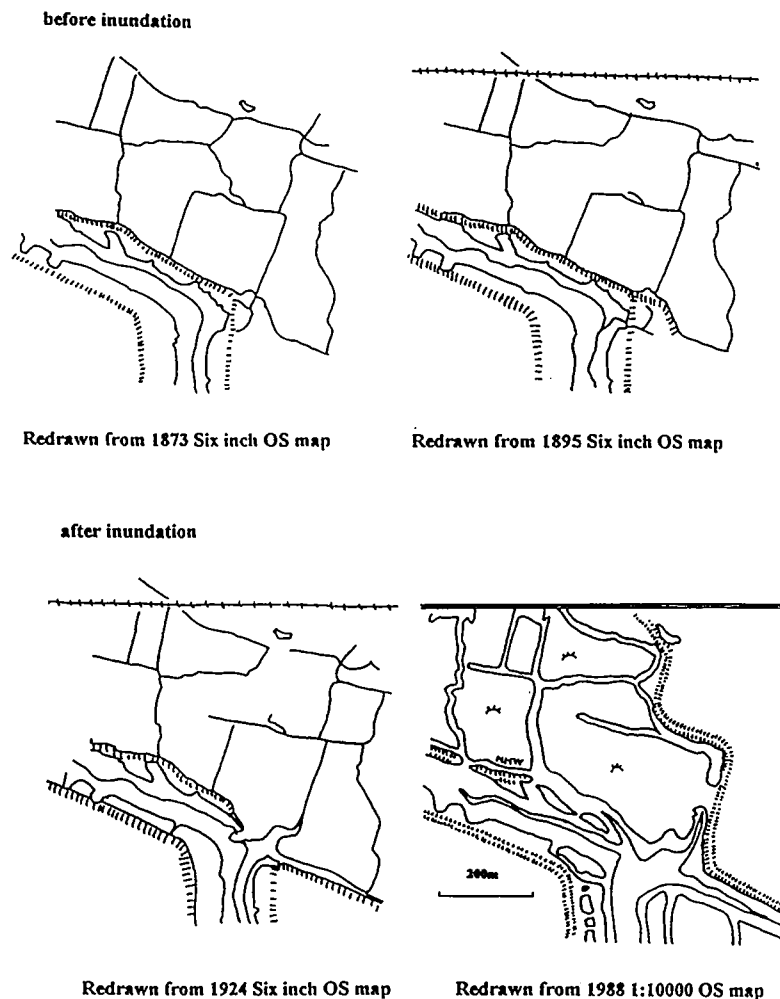 before inundation
Redrawn from 1873 Six inch OS map
Redrawn from 1895 Six inch OS map
after inundation
MHW
200m
Redrawn from 1924 Six inch OS map
Redrawn from 1988 1:10000 OS map